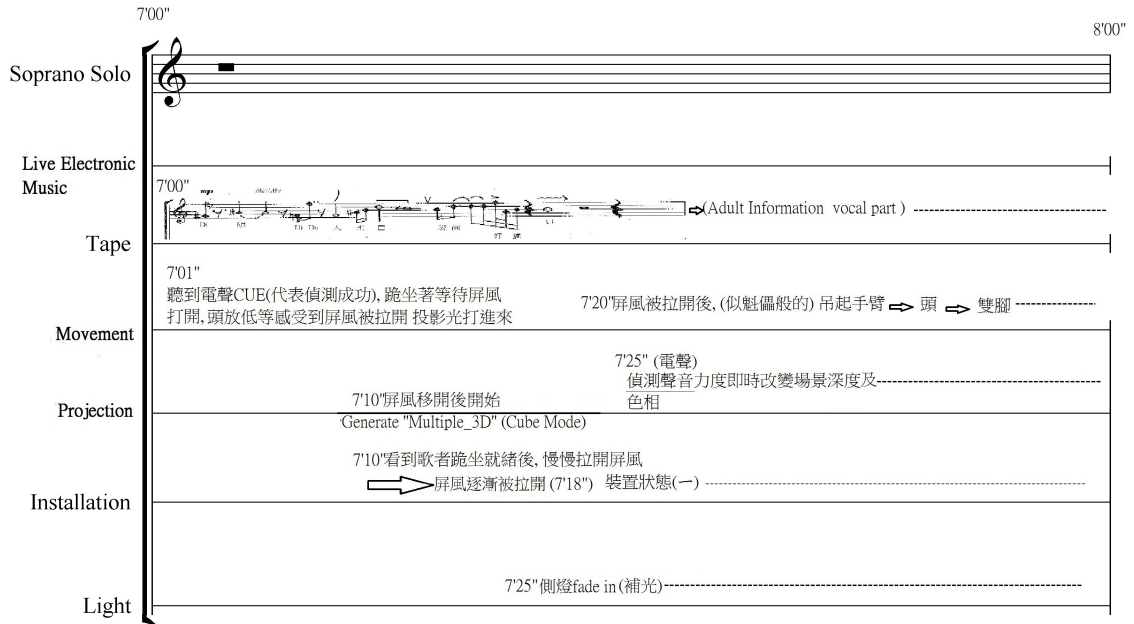 7'00"
8'00"
Soprano Solo
Live Electronic
Music
7'00"
Tape
(Adult Information vocal part )
7'01"
聽到電聲CUE(代表偵測成功), 跪坐著等待屏風
打開, 頭放低等感受到屏風被拉開 投影光打進來
7'20"屏風被拉開後, (似魁儡般的) 吊起手臂 頭 雙腳
Movement
7'25" (電聲)
偵測聲音力度即時改變場景深度及
色相
7'10"屏風移開後開始
Projection
Generate "Multiple_3D" (Cube Mode)
7'10"看到歌者跪坐就緒後, 慢慢拉開屏風
屏風逐漸被拉開 (7'18") 裝置狀態(一)
Installation
7'25"側燈fade in (補光)
Light